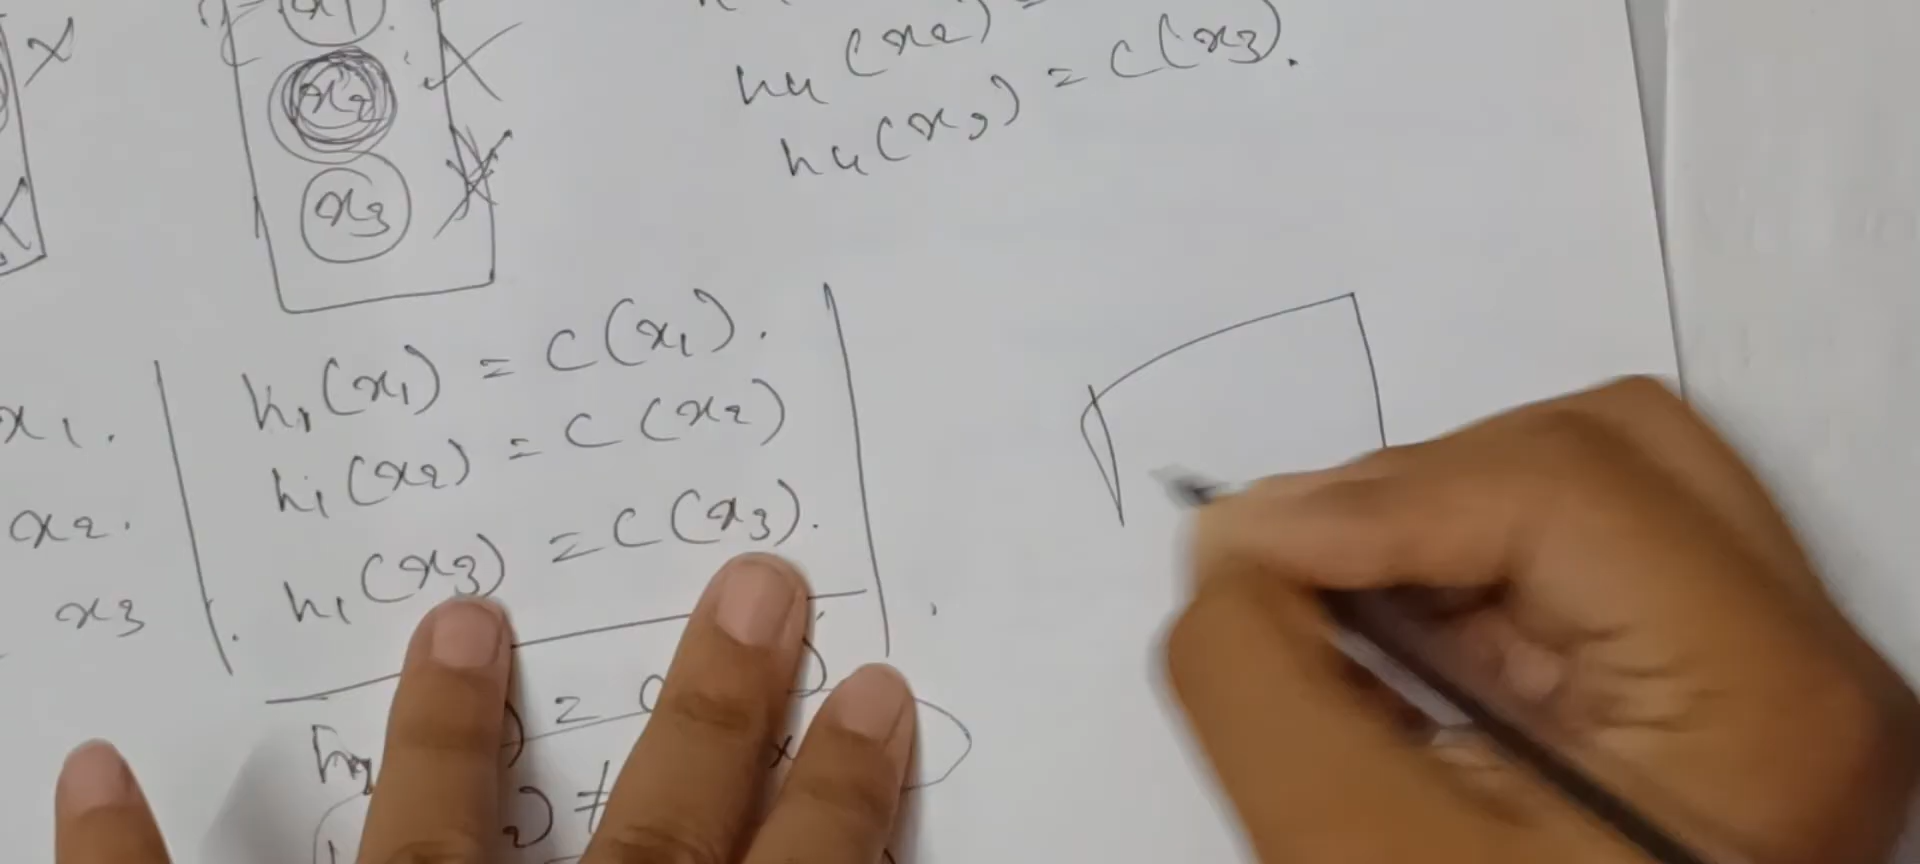 x1
x2
x3
h4(x2)
h4(x3) = C(x3).
x1.
x2.
x3
h1(x1) = C(x1).
h1(x2) = C(x2)
h1(x3) = C(x3).